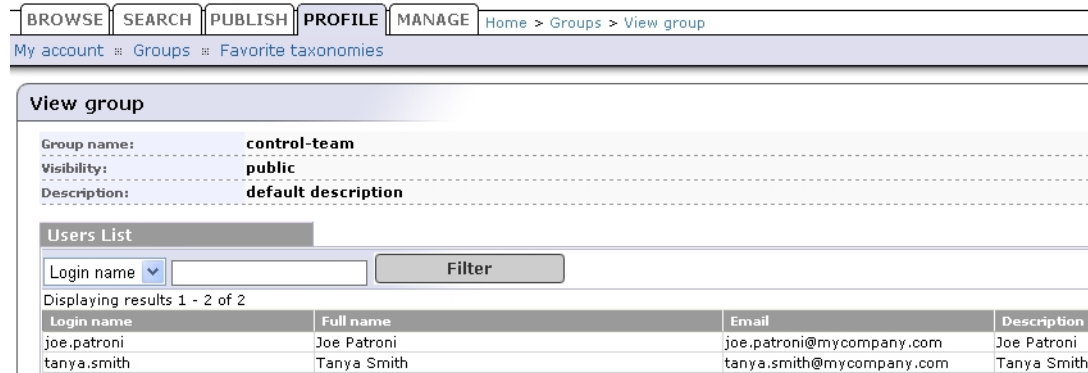 BROWSE SEARCH PUBLISH PROFILE MANAGE Home > Groups > View group
My account Groups Favorite taxonomies
View group
Group name: control-team
Visibility: public
Description: default description
Users List
Login name Filter
Displaying results 1 - 2 of 2
Login name Full name Email Description
joe.patroni Joe Patroni joe.patroni@mycompany.com Joe Patroni
tanya.smith Tanya Smith tanya.smith@mycompany.com Tanya Smith